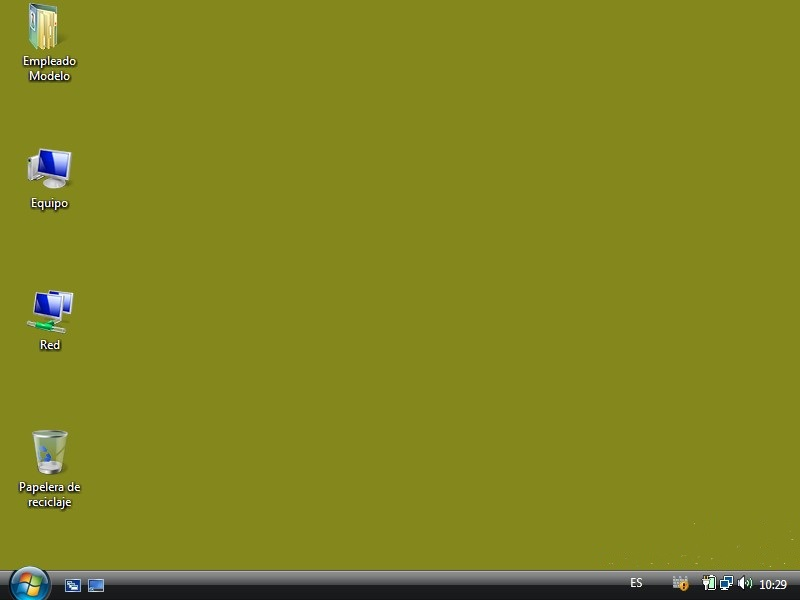 Empleado
Modelo
Equipo
Red
Papelera de
reciclaje
ES
10:29